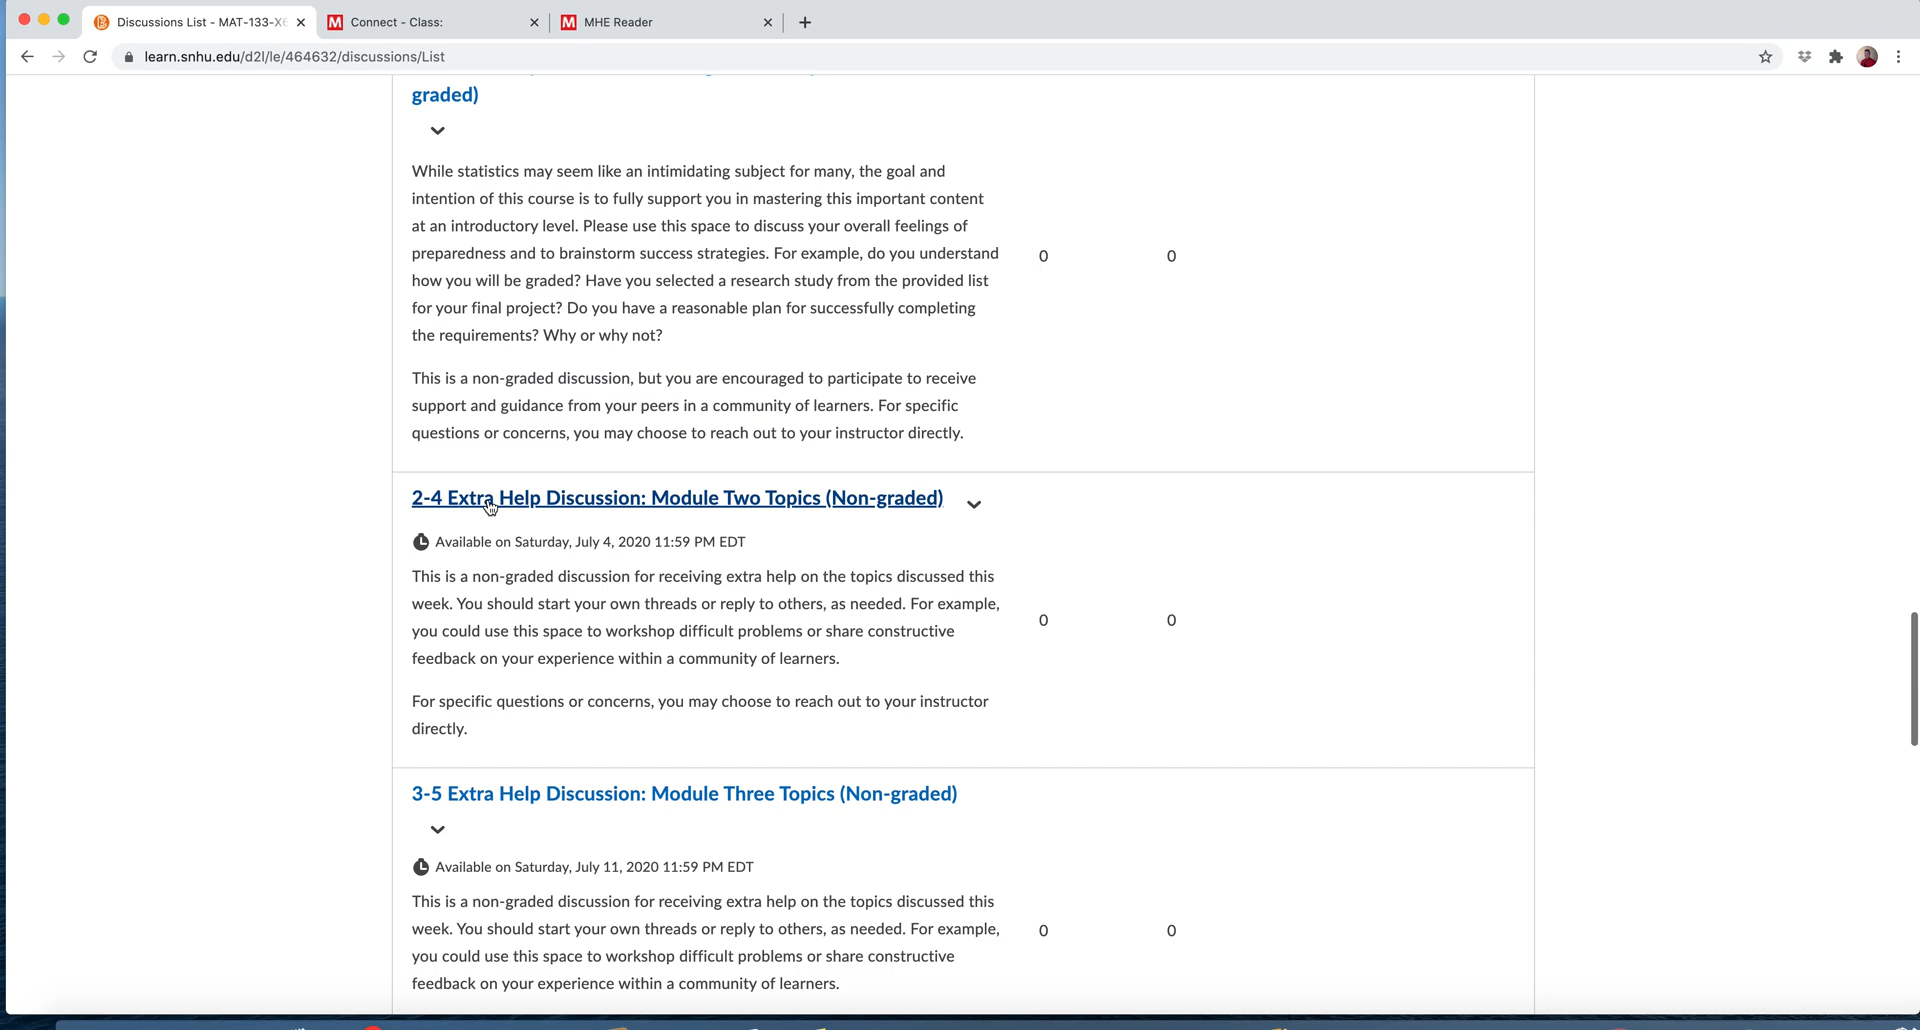 Discussions List - MAT-133-X6
Connect - Class:
MHE Reader
learn.snhu.edu/d2l/le/464632/discussions/List
graded)
While statistics may seem like an intimidating subject for many, the goal and
intention of this course is to fully support you in mastering this important content
at an introductory level. Please use this space to discuss your overall feelings of
preparedness and to brainstorm success strategies. For example, do you understand
how you will be graded? Have you selected a research study from the provided list
for your final project? Do you have a reasonable plan for successfully completing
the requirements? Why or why not?
0 0
This is a non-graded discussion, but you are encouraged to participate to receive
support and guidance from your peers in a community of learners. For specific
questions or concerns, you may choose to reach out to your instructor directly.
2-4 Extra Help Discussion: Module Two Topics (Non-graded)
Available on Saturday, July 4, 2020 11:59 PM EDT
This is a non-graded discussion for receiving extra help on the topics discussed this
week. You should start your own threads or reply to others, as needed. For example,
you could use this space to workshop difficult problems or share constructive
feedback on your experience within a community of learners.
0 0
For specific questions or concerns, you may choose to reach out to your instructor
directly.
3-5 Extra Help Discussion: Module Three Topics (Non-graded)
Available on Saturday, July 11, 2020 11:59 PM EDT
This is a non-graded discussion for receiving extra help on the topics discussed this
week. You should start your own threads or reply to others, as needed. For example,
you could use this space to workshop difficult problems or share constructive
feedback on your experience within a community of learners.
0 0